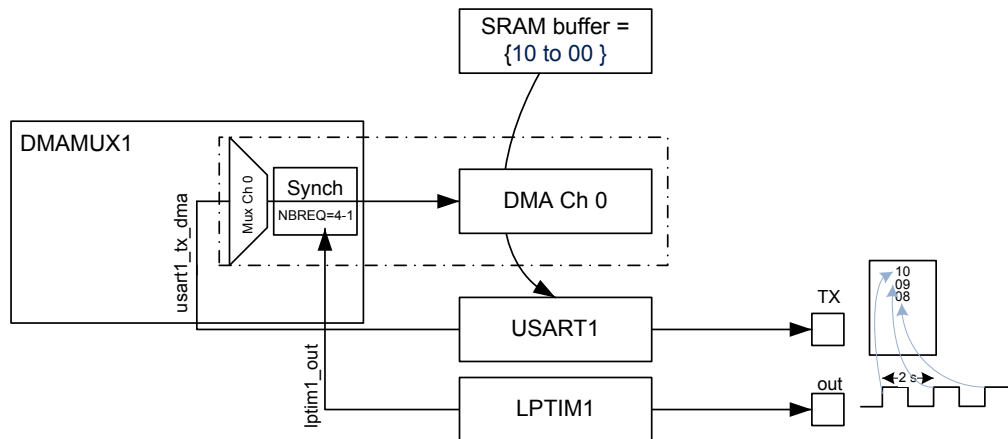 SRAM buffer =
{10 to 00 }
DMAMUX1
Mux Ch 0
Synch
NBREQ=4-1
DMA Ch 0
usart1_tx_dma
USART1
TX
10
09
08
lptim1_out
LPTIM1
out
2 s